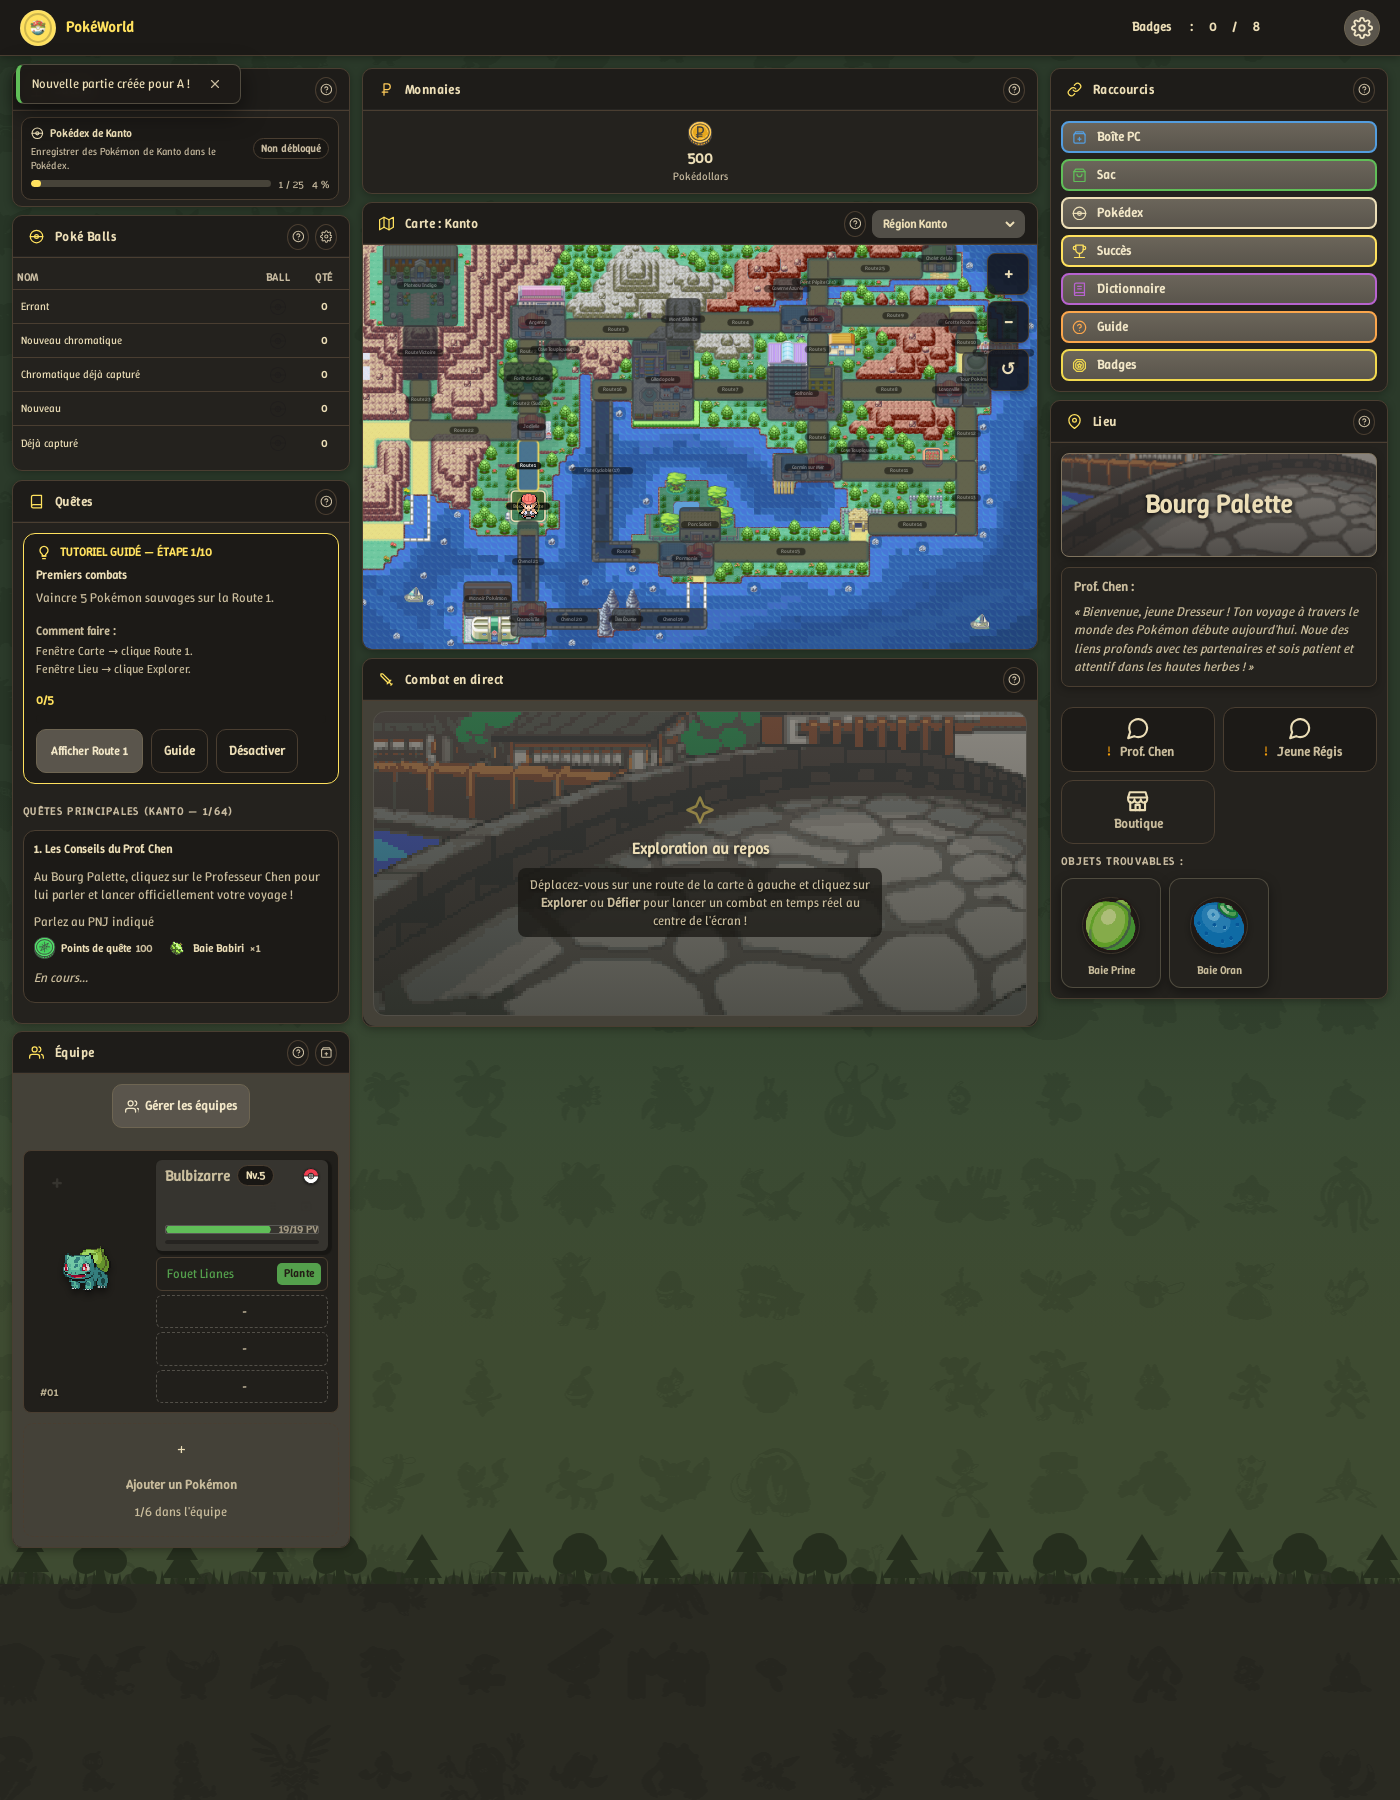 PokéWorld
Badges : 0 / 8
Nouvelle partie créée pour A !
Pokédex de Kanto
Enregistrer des Pokémon de Kanto dans le
Pokédex.
Non débloqué
1 / 25 4 %
Poké Balls
NOM BALL QTÉ
Errant 0
Nouveau chromatique 0
Chromatique déjà capturé 0
Nouveau 0
Déjà capturé 0
Quêtes
TUTORIEL GUIDÉ — ÉTAPE 1/10
Premiers combats
Vaincre 5 Pokémon sauvages sur la Route 1.
Comment faire :
Fenêtre Carte → clique Route 1.
Fenêtre Lieu → clique Explorer.
0/5
Afficher Route 1
Guide
Désactiver
QUÊTES PRINCIPALES (KANTO — 1/64)
1. Les Conseils du Prof. Chen
Au Bourg Palette, cliquez sur le Professeur Chen pour
lui parler et lancer officiellement votre voyage !
Parlez au PNJ indiqué
Points de quête 100 Baie Babiri ×1
En cours...
Équipe
Gérer les équipes
Bulbizarre Nv.5
19/19 PV
Fouet Lianes Plante
-
-
-
#01
+
Ajouter un Pokémon
1/6 dans l'équipe
Monnaies
500
Pokédollars
Carte : Kanto
Région Kanto
+
−
↺
Route 1
Combat en direct
Exploration au repos
Déplacez-vous sur une route de la carte à gauche et cliquez sur
Explorer ou Défier pour lancer un combat en temps réel au
centre de l'écran !
Raccourcis
Boîte PC
Sac
Pokédex
Succès
Dictionnaire
Guide
Badges
Lieu
Bourg Palette
Prof. Chen :
« Bienvenue, jeune Dresseur ! Ton voyage à travers le
monde des Pokémon débute aujourd'hui. Noue des
liens profonds avec tes partenaires et sois patient et
attentif dans les hautes herbes ! »
! Prof. Chen
! Jeune Régis
Boutique
OBJETS TROUVABLES :
Baie Prine
Baie Oran